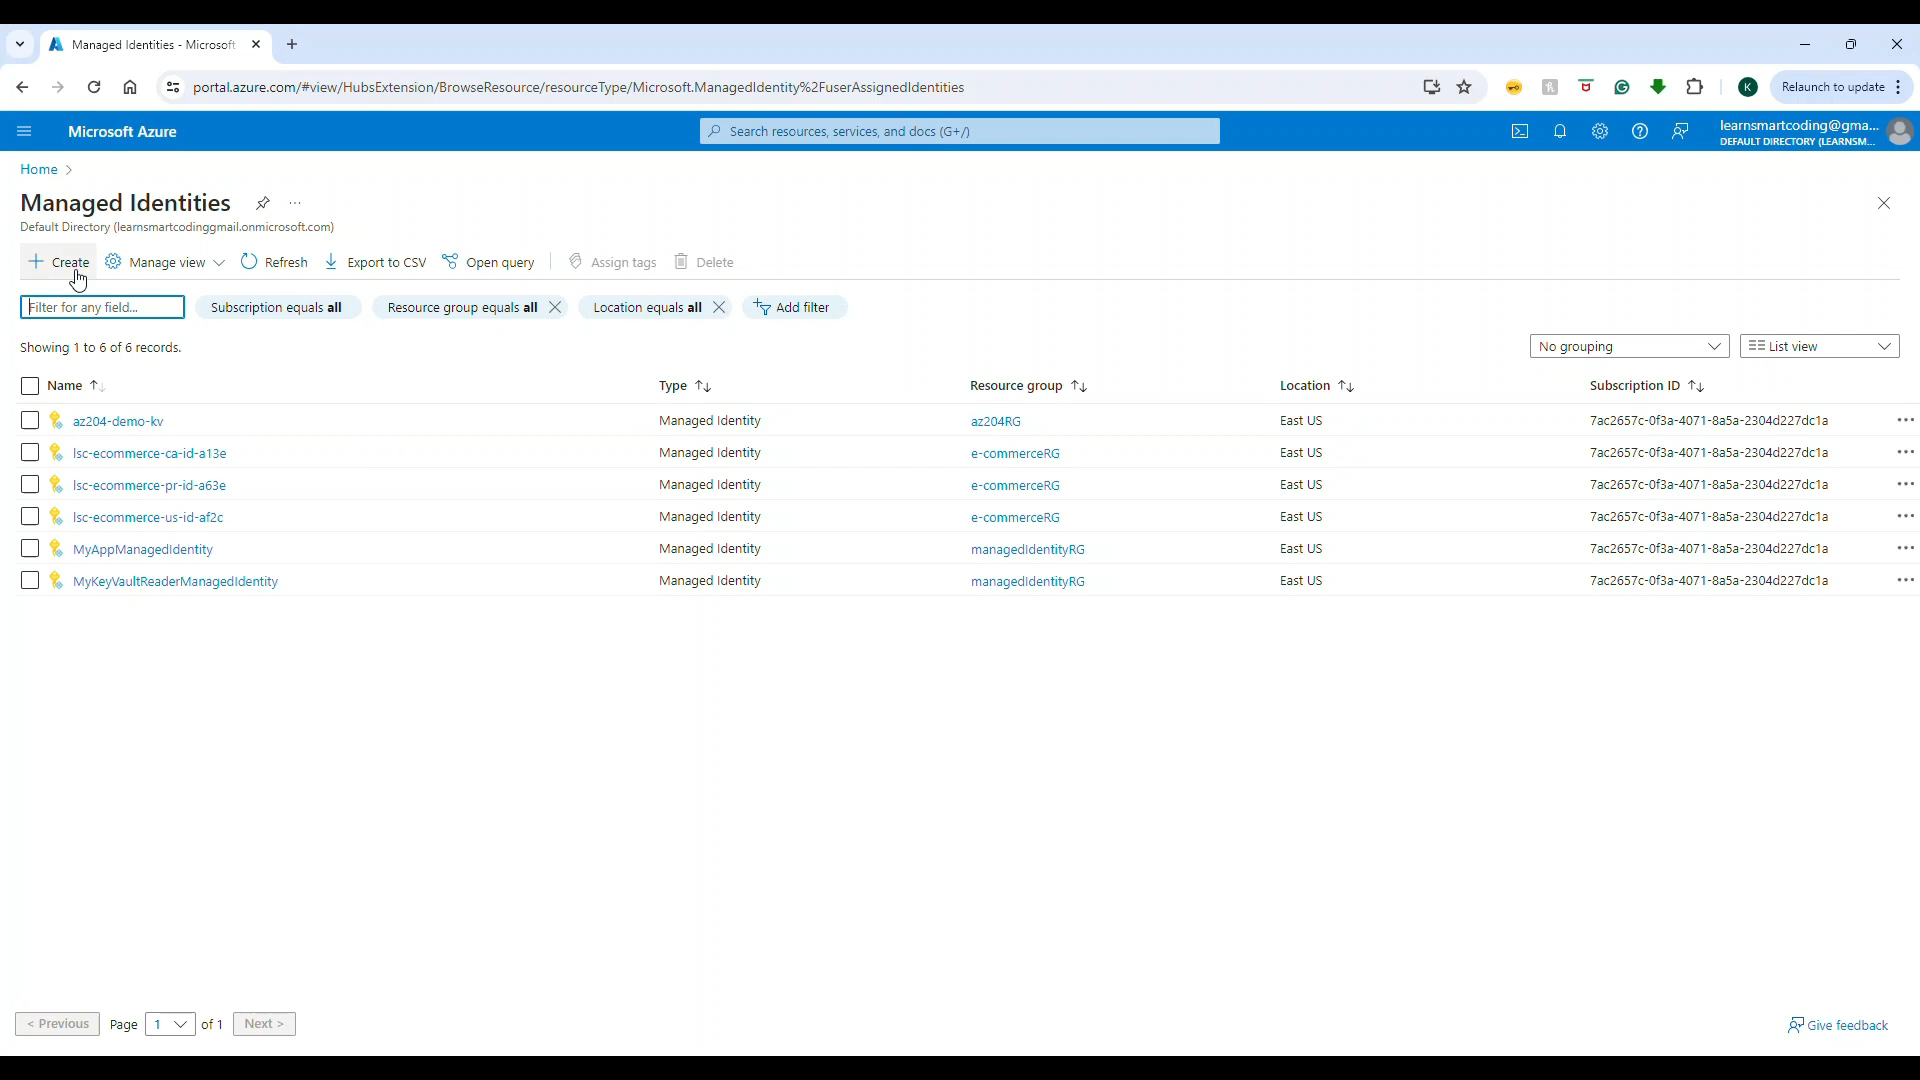 Managed Identities - Microsoft
portal.azure.com/#view/HubsExtension/BrowseResource/resourceType/Microsoft.ManagedIdentity%2FuserAssignedIdentities
K
Relaunch to update
Microsoft Azure
Search resources, services, and docs (G+/)
learnsmartcoding@gma...
DEFAULT DIRECTORY (LEARNSM...
Home >
Managed Identities
...
Default Directory (learnsmartcodinggmail.onmicrosoft.com)
+ Create
Manage view
Refresh
Export to CSV
Open query
Assign tags
Delete
Filter for any field...
Subscription equals all
Resource group equals all
Location equals all
Add filter
Showing 1 to 6 of 6 records.
No grouping
List view
Name Type Resource group Location Subscription ID
az204-demo-kv Managed Identity az204RG East US 7ac2657c-0f3a-4071-8a5a-2304d227dc1a ...
lsc-ecommerce-ca-id-a13e Managed Identity e-commerceRG East US 7ac2657c-0f3a-4071-8a5a-2304d227dc1a ...
lsc-ecommerce-pr-id-a63e Managed Identity e-commerceRG East US 7ac2657c-0f3a-4071-8a5a-2304d227dc1a ...
lsc-ecommerce-us-id-af2c Managed Identity e-commerceRG East US 7ac2657c-0f3a-4071-8a5a-2304d227dc1a ...
MyAppManagedIdentity Managed Identity managedIdentityRG East US 7ac2657c-0f3a-4071-8a5a-2304d227dc1a ...
MyKeyVaultReaderManagedIdentity Managed Identity managedIdentityRG East US 7ac2657c-0f3a-4071-8a5a-2304d227dc1a ...
< Previous Page 1 of 1 Next >
Give feedback